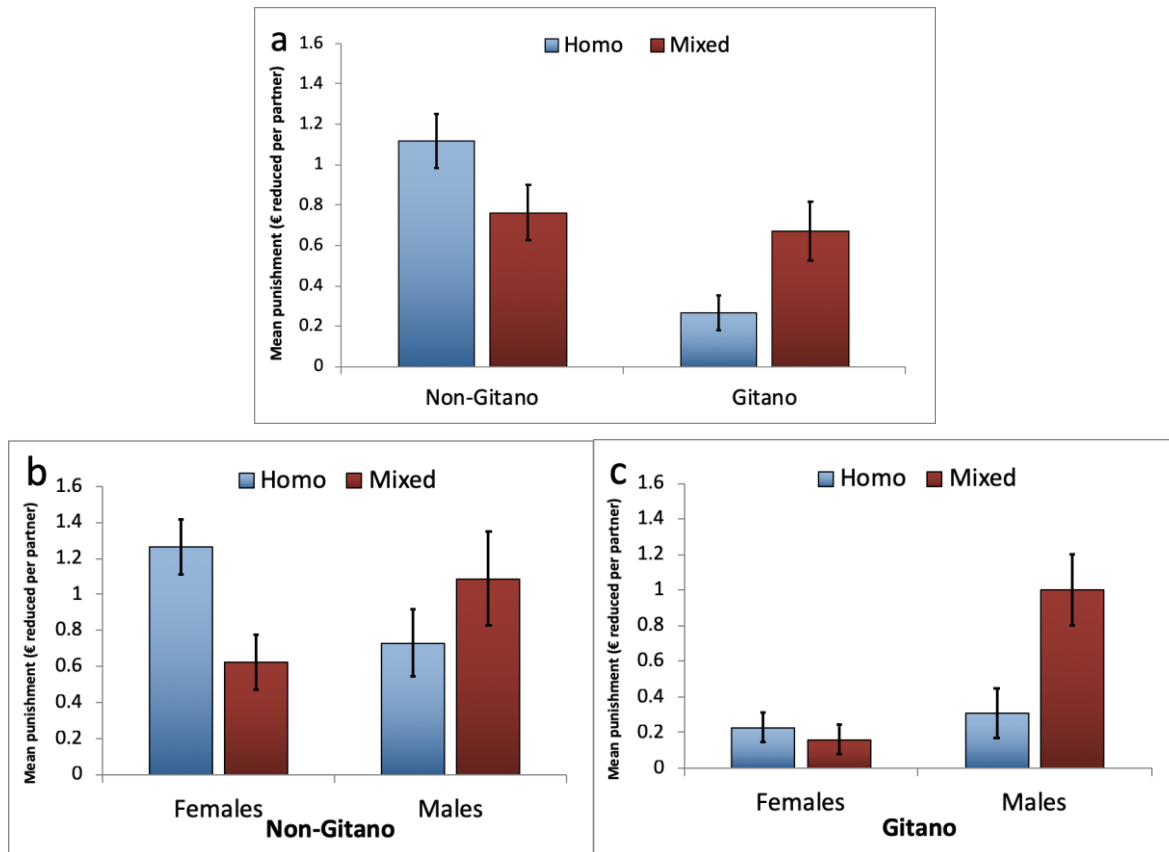 a
Homo Mixed
Mean punishment (€ reduced per partner)
1.6
1.4
1.2
1
0.8
0.6
0.4
0.2
0
Non-Gitano Gitano
b
Homo Mixed
Mean punishment (€ reduced per partner)
1.6
1.4
1.2
1
0.8
0.6
0.4
0.2
0
Females Males
Non-Gitano
c
Homo Mixed
Mean punishment (€ reduced per partner)
1.6
1.4
1.2
1
0.8
0.6
0.4
0.2
0
Females Males
Gitano